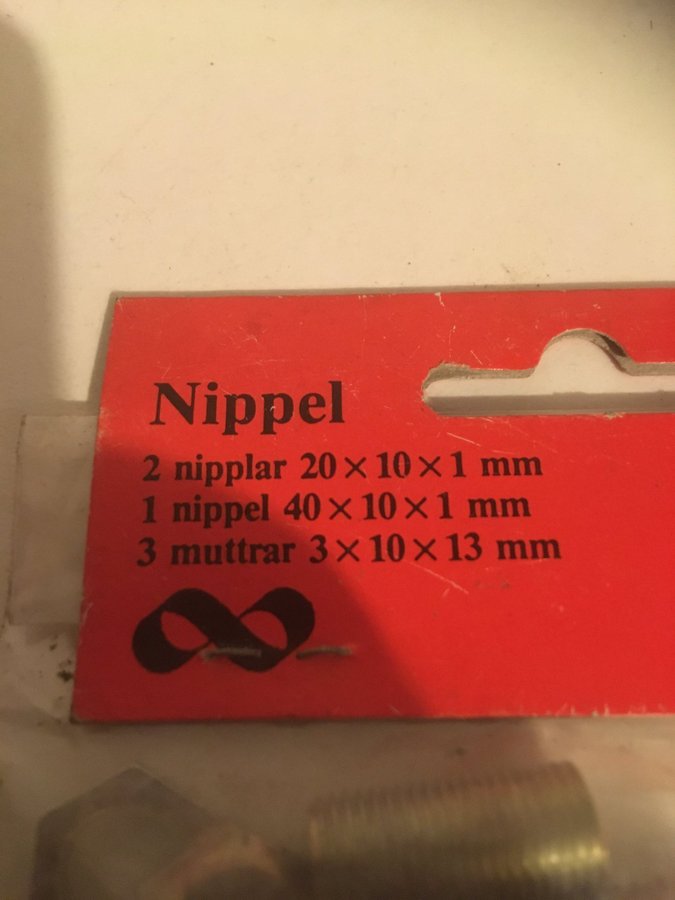 Nippel
2 nipplar 20×10×1 mm
1 nippel 40×10×1 mm
3 muttrar 3×10×13 mm